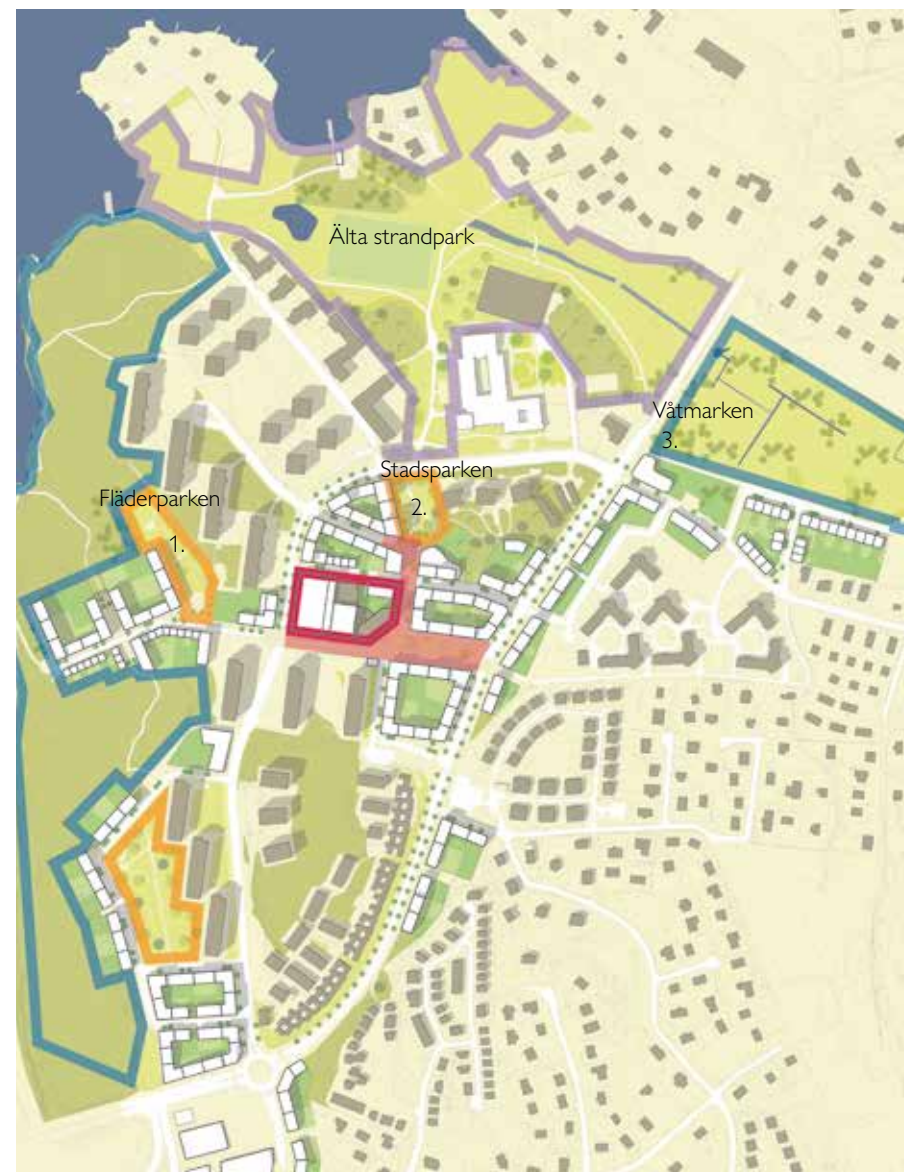 Älta strandpark
Våtmarken
3.
Stadsparken
2.
Fläderparken
1.